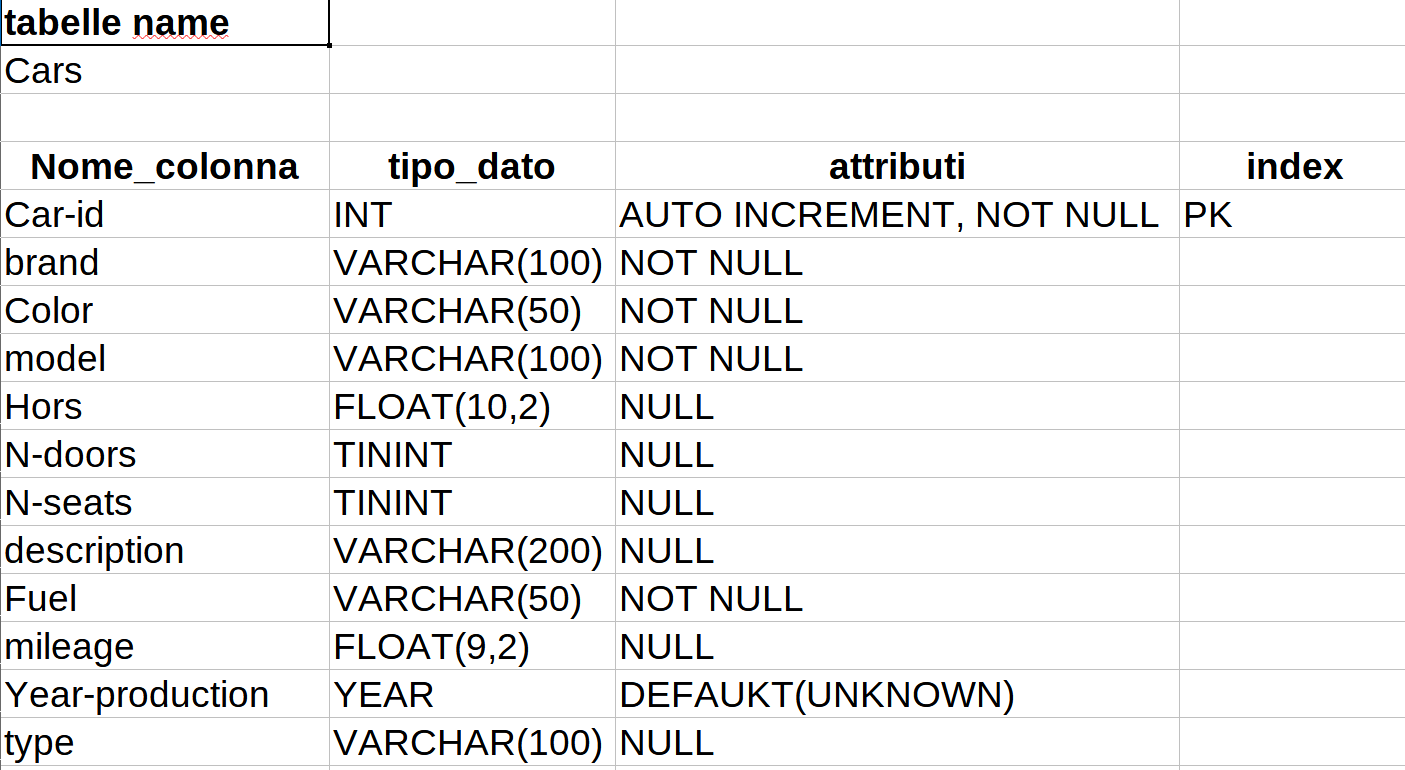 tabelle name
Cars
Nome_colonna tipo_dato attributi index
Car-id INT AUTO INCREMENT, NOT NULL PK
brand VARCHAR(100) NOT NULL
Color VARCHAR(50) NOT NULL
model VARCHAR(100) NOT NULL
Hors FLOAT(10,2) NULL
N-doors TININT NULL
N-seats TININT NULL
description VARCHAR(200) NULL
Fuel VARCHAR(50) NOT NULL
mileage FLOAT(9,2) NULL
Year-production YEAR DEFAUKT(UNKNOWN)
type VARCHAR(100) NULL